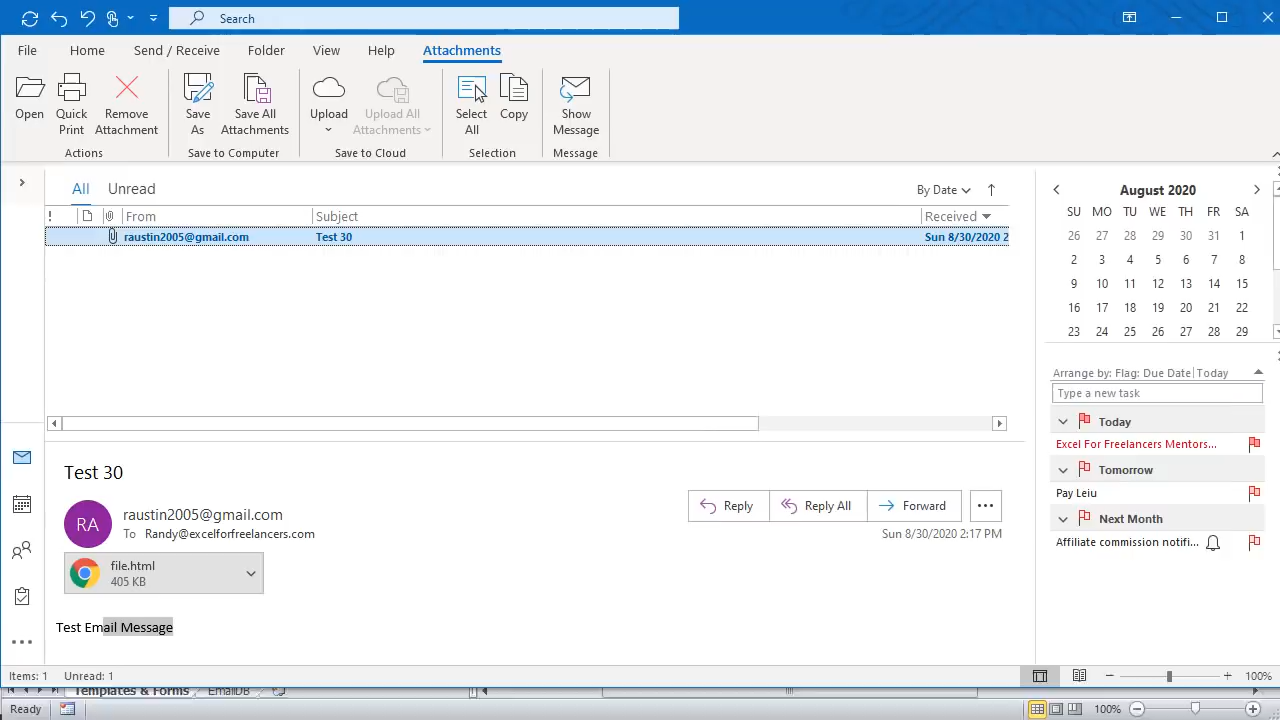 Search
File Home Send / Receive Folder View Help Attachments
Open Quick Print Remove Attachment Save As Save All Attachments Upload Upload All Attachments Select All Copy Show Message
Actions Save to Computer Save to Cloud Selection Message
All Unread By Date
From Subject Received
raustin2005@gmail.com Test 30 Sun 8/30/2020 2
August 2020
SU MO TU WE TH FR SA
26 27 28 29 30 31 1
2 3 4 5 6 7 8
9 10 11 12 13 14 15
16 17 18 19 20 21 22
23 24 25 26 27 28 29
Arrange by: Flag: Due Date Today
Type a new task
Today
Excel For Freelancers Mentors...
Tomorrow
Pay Leiu
Next Month
Affiliate commission notifi...
Test 30
RA
raustin2005@gmail.com
To Randy@excelforfreelancers.com
Reply Reply All Forward
Sun 8/30/2020 2:17 PM
file.html
405 KB
Test Email Message
Items: 1 Unread: 1 100%
Templates & Forms EmailDB
Ready 100%